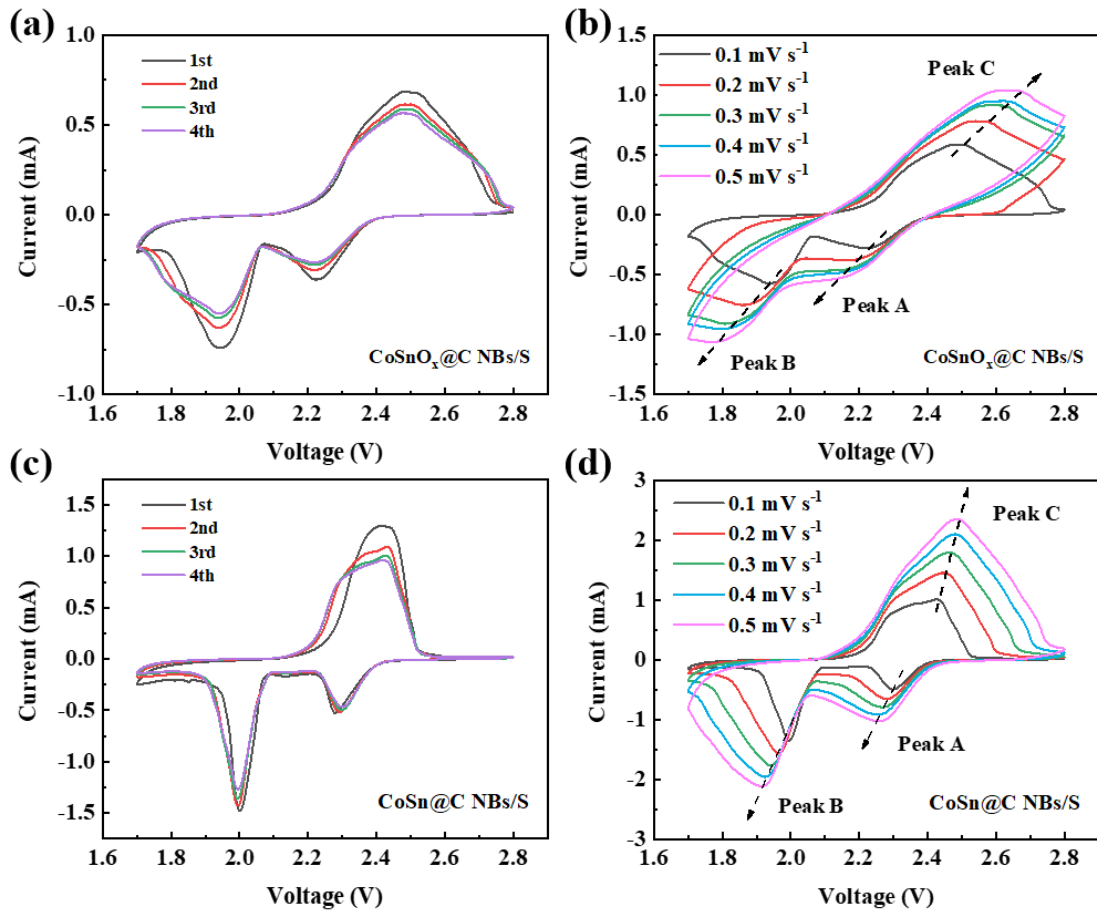 (a)
1.0
0.5
0.0
-0.5
-1.0
Current (mA)
1st
2nd
3rd
4th
CoSnOₓ@C NBs/S
1.6 1.8 2.0 2.2 2.4 2.6 2.8
Voltage (V)
(b)
1.5
1.0
0.5
0.0
-0.5
-1.0
-1.5
Current (mA)
0.1 mV s⁻¹
0.2 mV s⁻¹
0.3 mV s⁻¹
0.4 mV s⁻¹
0.5 mV s⁻¹
Peak C
Peak A
Peak B
CoSnOₓ@C NBs/S
1.6 1.8 2.0 2.2 2.4 2.6 2.8
Voltage (V)
(c)
1.5
1.0
0.5
0.0
-0.5
-1.0
-1.5
Current (mA)
1st
2nd
3rd
4th
CoSn@C NBs/S
1.6 1.8 2.0 2.2 2.4 2.6 2.8
Voltage (V)
(d)
3
2
1
0
-1
-2
-3
Current (mA)
0.1 mV s⁻¹
0.2 mV s⁻¹
0.3 mV s⁻¹
0.4 mV s⁻¹
0.5 mV s⁻¹
Peak C
Peak A
Peak B
CoSn@C NBs/S
1.6 1.8 2.0 2.2 2.4 2.6 2.8
Voltage (V)